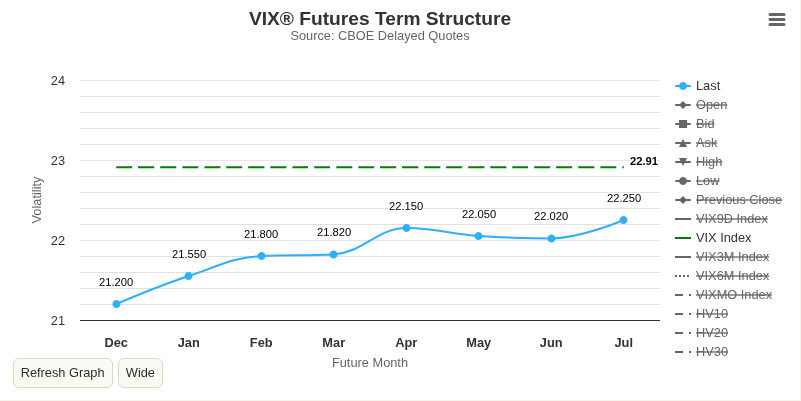 VIX® Futures Term Structure
Source: CBOE Delayed Quotes
24
23
22
21
Volatility
22.91
21.200
21.550
21.800
21.820
22.150
22.050
22.020
22.250
Dec Jan Feb Mar Apr May Jun Jul
Future Month
Last
Open
Bid
Ask
High
Low
Previous Close
VIX9D Index
VIX Index
VIX3M Index
VIX6M Index
VIXMO Index
HV10
HV20
HV30
Refresh Graph Wide